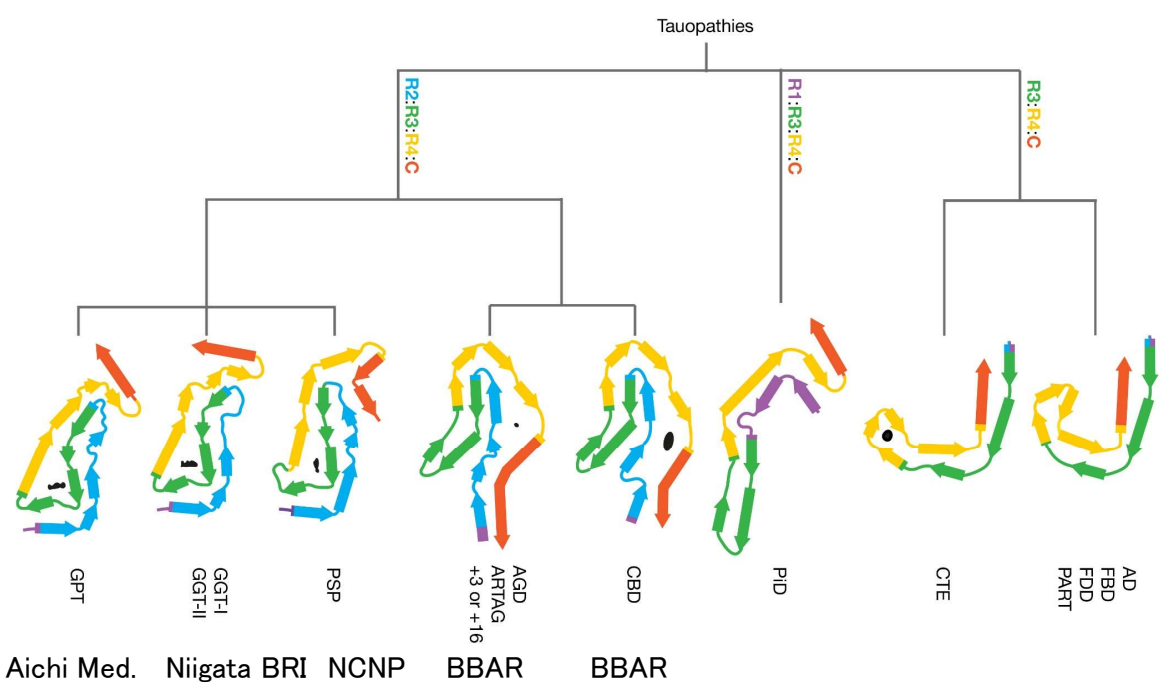 Tauopathies
R2:R3:R4:C
R1:R3:R4:C
R3:R4:C
GPT
GGT-I
GGT-II
PSP
AGD
ARTAG
+3 or +16
CBD
PiD
CTE
AD
FBD
FDD
PART
Aichi Med.
Niigata BRI
NCNP
BBAR
BBAR